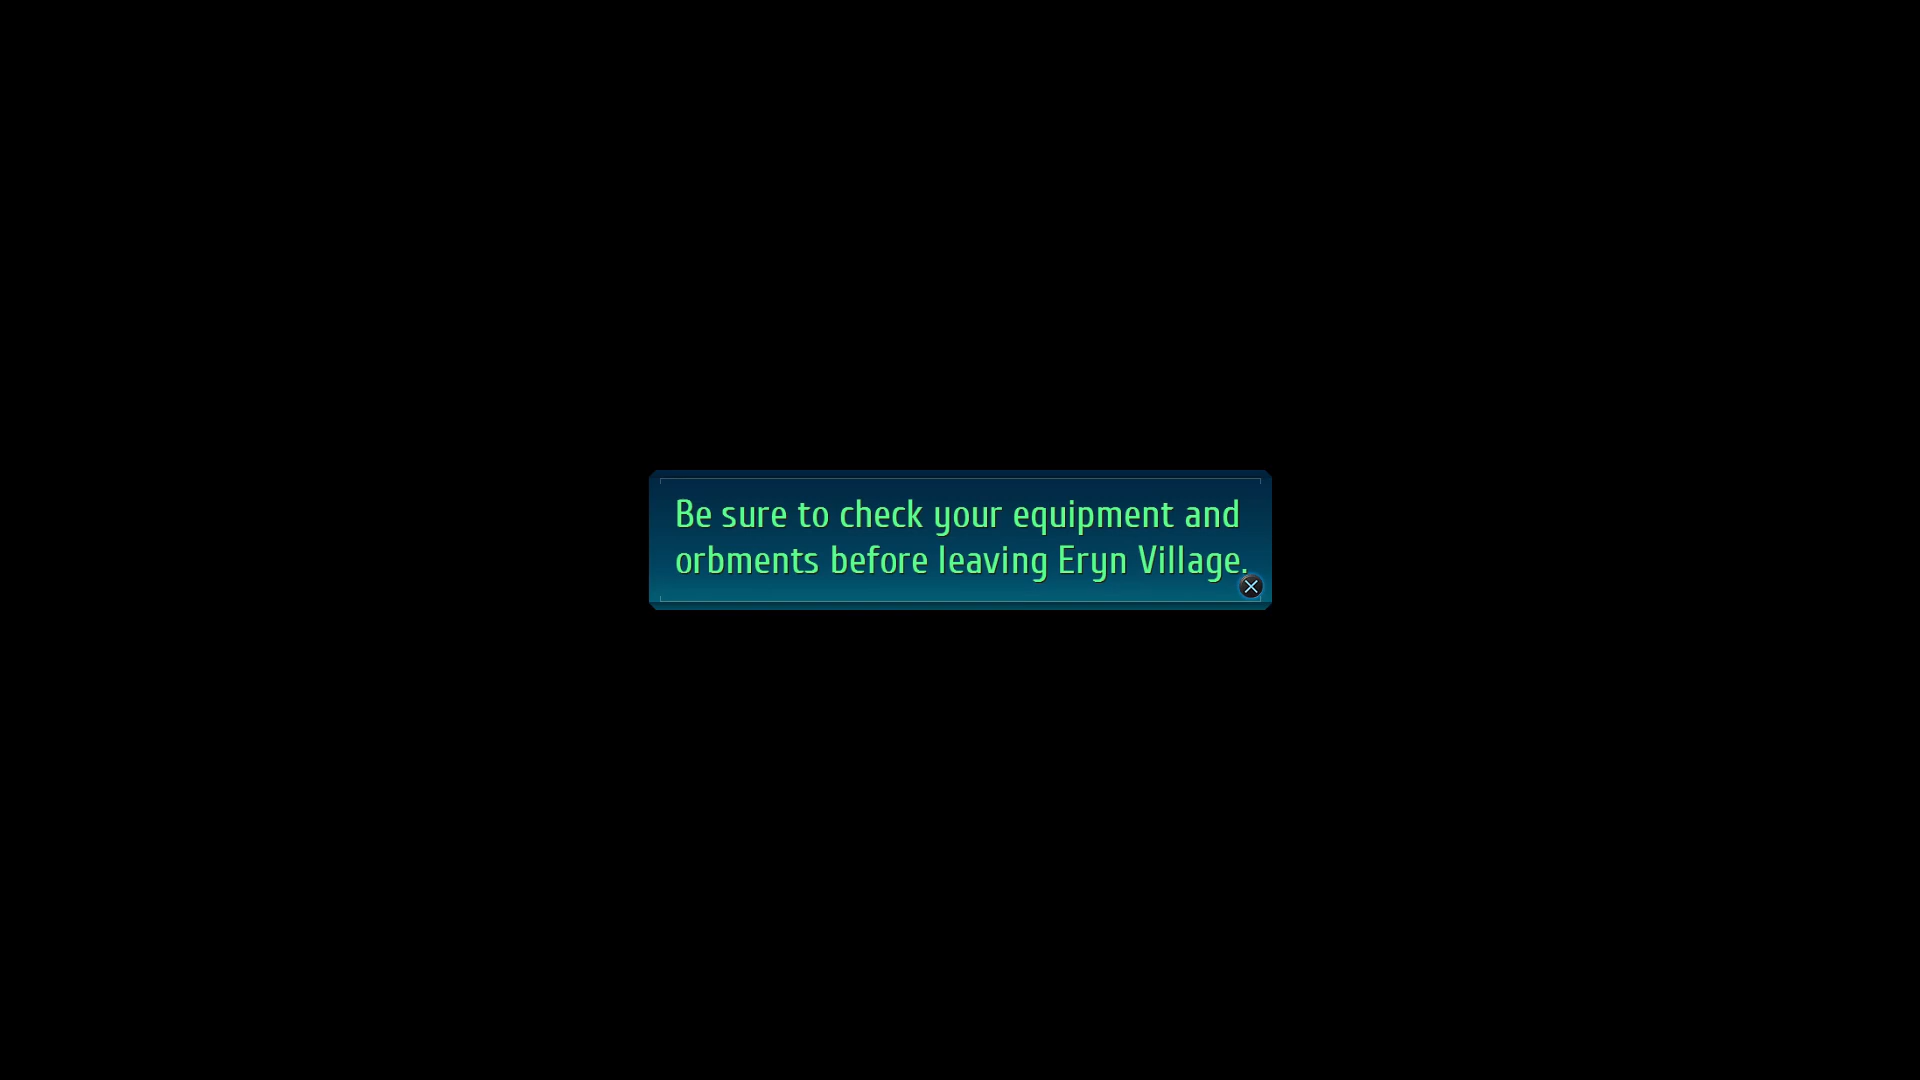 Be sure to check your equipment and
orbments before leaving Eryn Village.